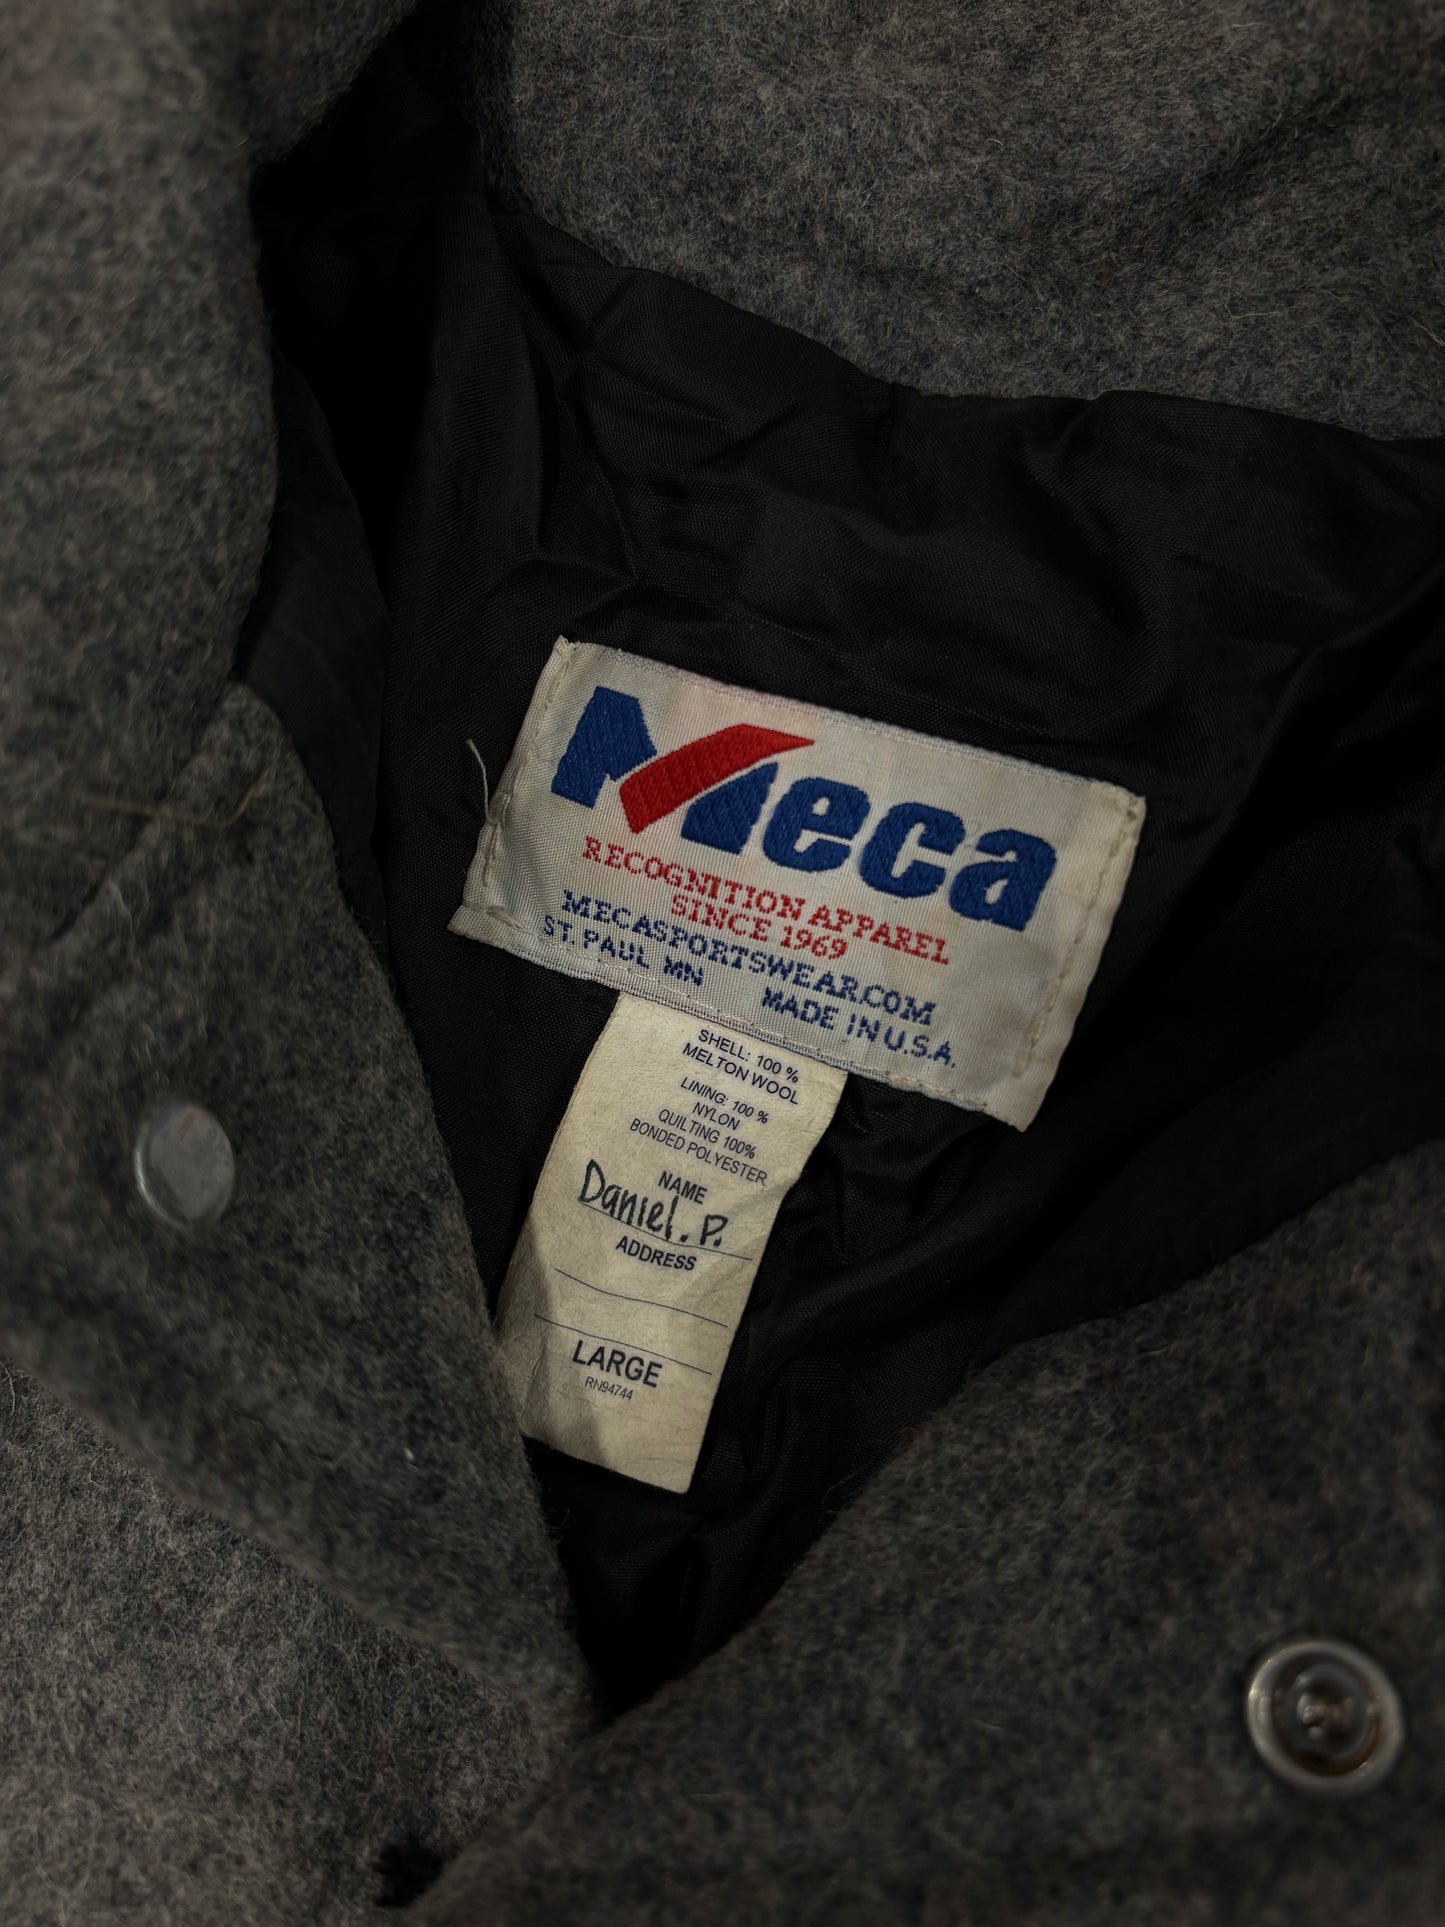 Meca
RECOGNITION APPAREL
SINCE 1969
MECASPORTSWEAR.COM
ST. PAUL MN
MADE IN U.S.A.
SHELL: 100 %
MELTON WOOL
LINING: 100 %
NYLON
QUILTING 100%
BONDED POLYESTER
NAME
Daniel. P.
ADDRESS
LARGE
RN94744